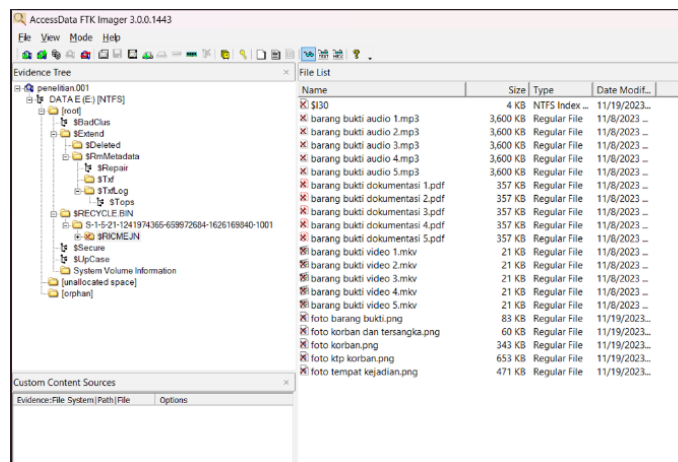 AccessData FTK Imager 3.0.0.1443
File View Mode Help
Evidence Tree
penelitian.001
DATA E (E:) [NTFS]
[root]
$BadClus
$Extend
$Deleted
$RmMetadata
$Repair
$Txf
$TxfLog
$Tops
$RECYCLE.BIN
S-1-5-21-1241974365-659972684-1626169840-1001
$RICMEJN
$Secure
$UpCase
System Volume Information
[unallocated space]
[orphan]
Custom Content Sources
Evidence:File System|Path|File Options
File List
Name Size Type Date Modif...
$I30 4 KB NTFS Index ... 11/19/2023...
barang bukti audio 1.mp3 3,600 KB Regular File 11/8/2023 ...
barang bukti audio 2.mp3 3,600 KB Regular File 11/8/2023 ...
barang bukti audio 3.mp3 3,600 KB Regular File 11/8/2023 ...
barang bukti audio 4.mp3 3,600 KB Regular File 11/8/2023 ...
barang bukti audio 5.mp3 3,600 KB Regular File 11/8/2023 ...
barang bukti dokumentasi 1.pdf 357 KB Regular File 11/8/2023 ...
barang bukti dokumentasi 2.pdf 357 KB Regular File 11/8/2023 ...
barang bukti dokumentasi 3.pdf 357 KB Regular File 11/8/2023 ...
barang bukti dokumentasi 4.pdf 357 KB Regular File 11/8/2023 ...
barang bukti dokumentasi 5.pdf 357 KB Regular File 11/8/2023 ...
barang bukti video 1.mkv 21 KB Regular File 11/8/2023 ...
barang bukti video 2.mkv 21 KB Regular File 11/8/2023 ...
barang bukti video 3.mkv 21 KB Regular File 11/8/2023 ...
barang bukti video 4.mkv 21 KB Regular File 11/8/2023 ...
barang bukti video 5.mkv 21 KB Regular File 11/8/2023 ...
foto barang bukti.png 83 KB Regular File 11/19/2023...
foto korban dan tersangka.png 60 KB Regular File 11/19/2023...
foto korban.png 343 KB Regular File 11/19/2023...
foto ktp korban.png 653 KB Regular File 11/19/2023...
foto tempat kejadian.png 471 KB Regular File 11/19/2023...